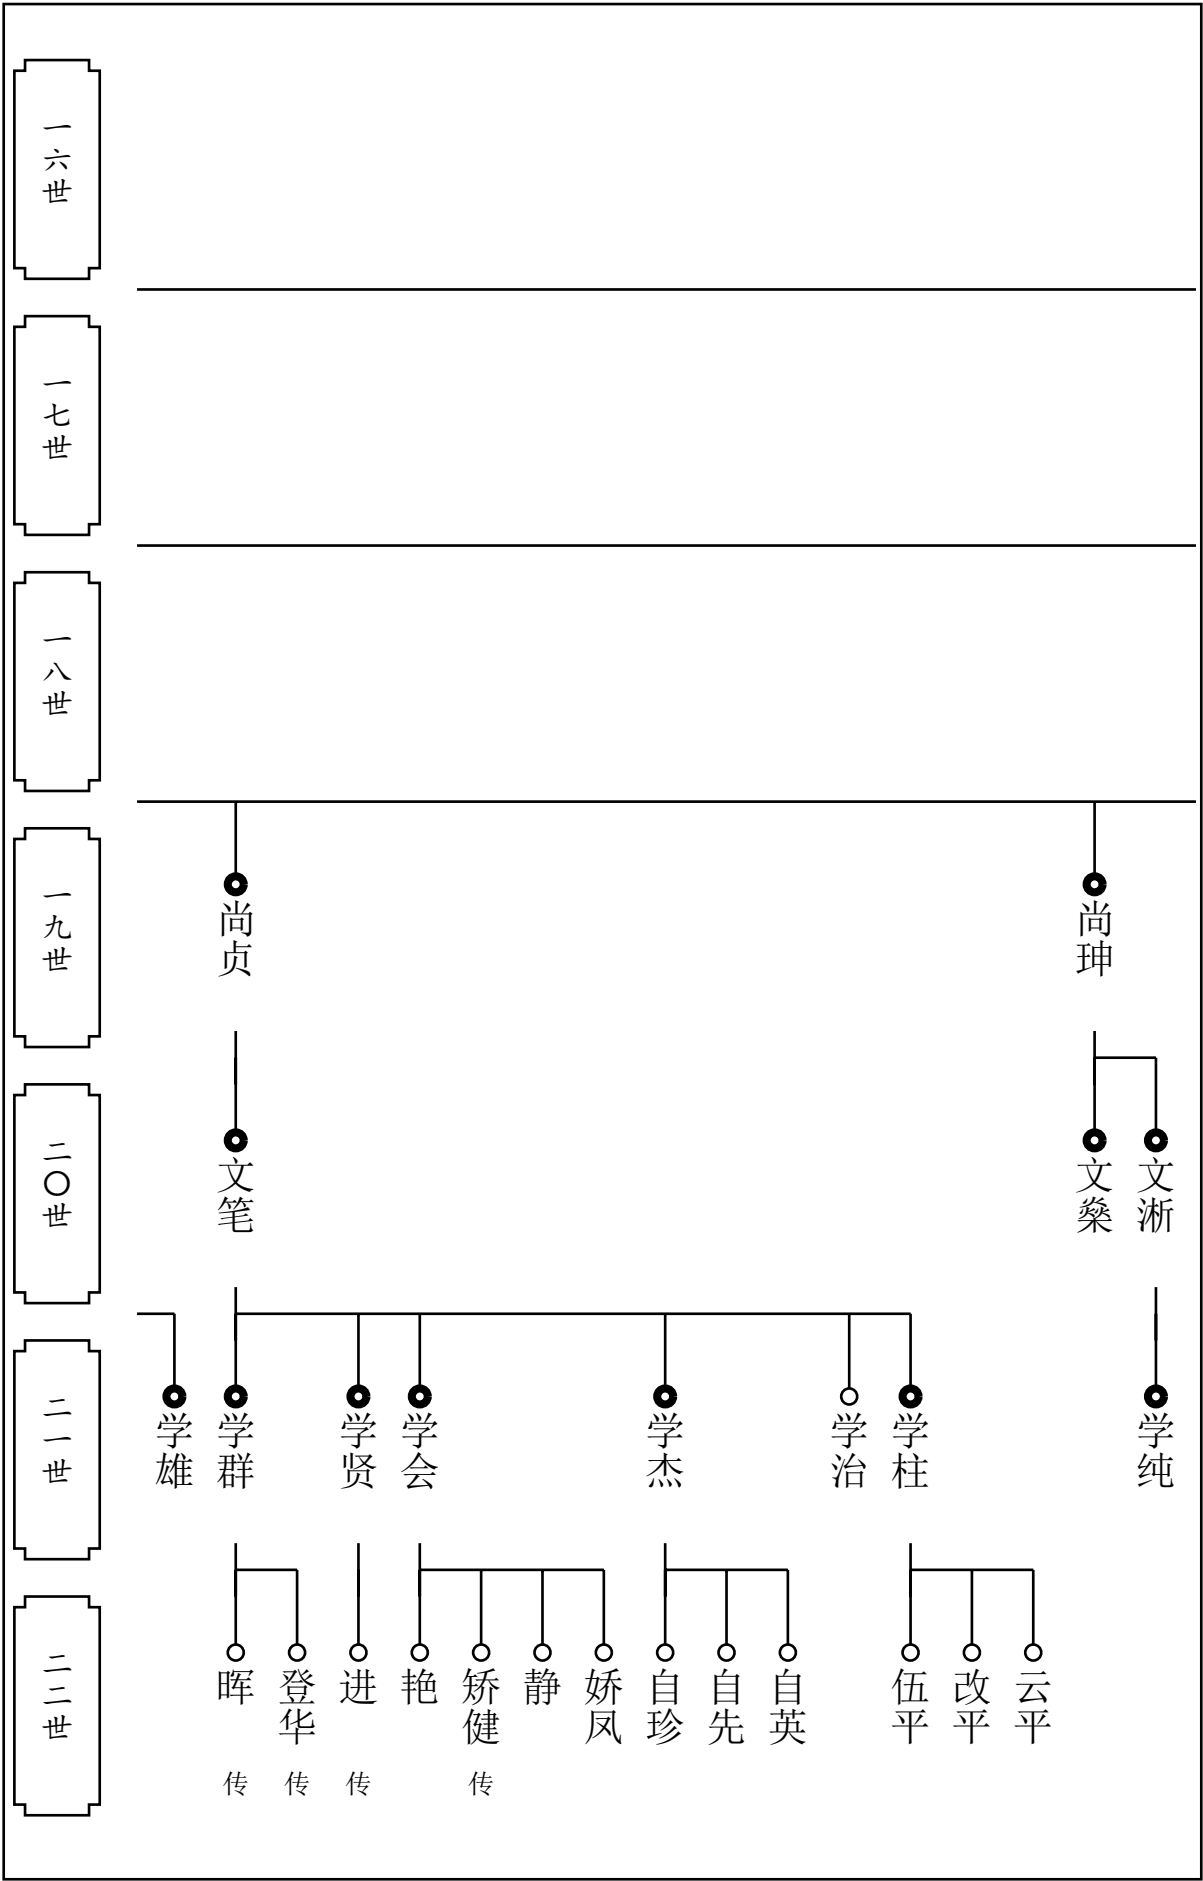 一六世
一七世
一八世
一九世
尚珅
尚贞
二〇世
文淅
文燊
文笔
二一世
学纯
学柱
学治
学杰
学会
学贤
学群
学雄
二二世
云平
改平
伍平
自英
自先
自珍
娇凤
静
矫健
传
艳
进
传
登华
传
晖
传